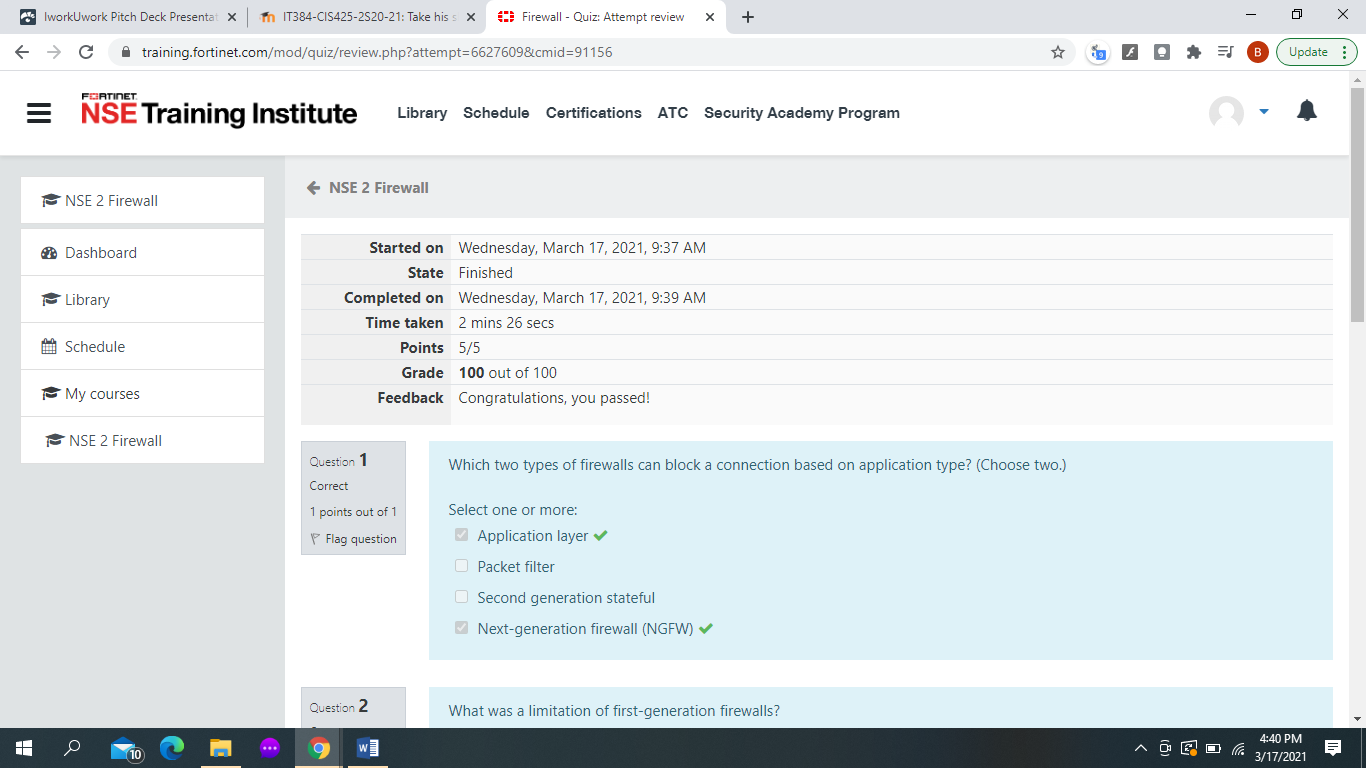 IworkUwork Pitch Deck Presentat
IT384-CIS425-2S20-21: Take his s
Firewall - Quiz: Attempt review
training.fortinet.com/mod/quiz/review.php?attempt=6627609&cmid=91156
9
B
Update
FORTINET
NSE Training Institute
Library Schedule Certifications ATC Security Academy Program
NSE 2 Firewall
Dashboard
Library
Schedule
My courses
NSE 2 Firewall
NSE 2 Firewall
Started on Wednesday, March 17, 2021, 9:37 AM
State Finished
Completed on Wednesday, March 17, 2021, 9:39 AM
Time taken 2 mins 26 secs
Points 5/5
Grade 100 out of 100
Feedback Congratulations, you passed!
Question 1
Correct
1 points out of 1
Flag question
Which two types of firewalls can block a connection based on application type? (Choose two.)
Select one or more:
Application layer
Packet filter
Second generation stateful
Next-generation firewall (NGFW)
Question 2
What was a limitation of first-generation firewalls?
10
4:40 PM
3/17/2021